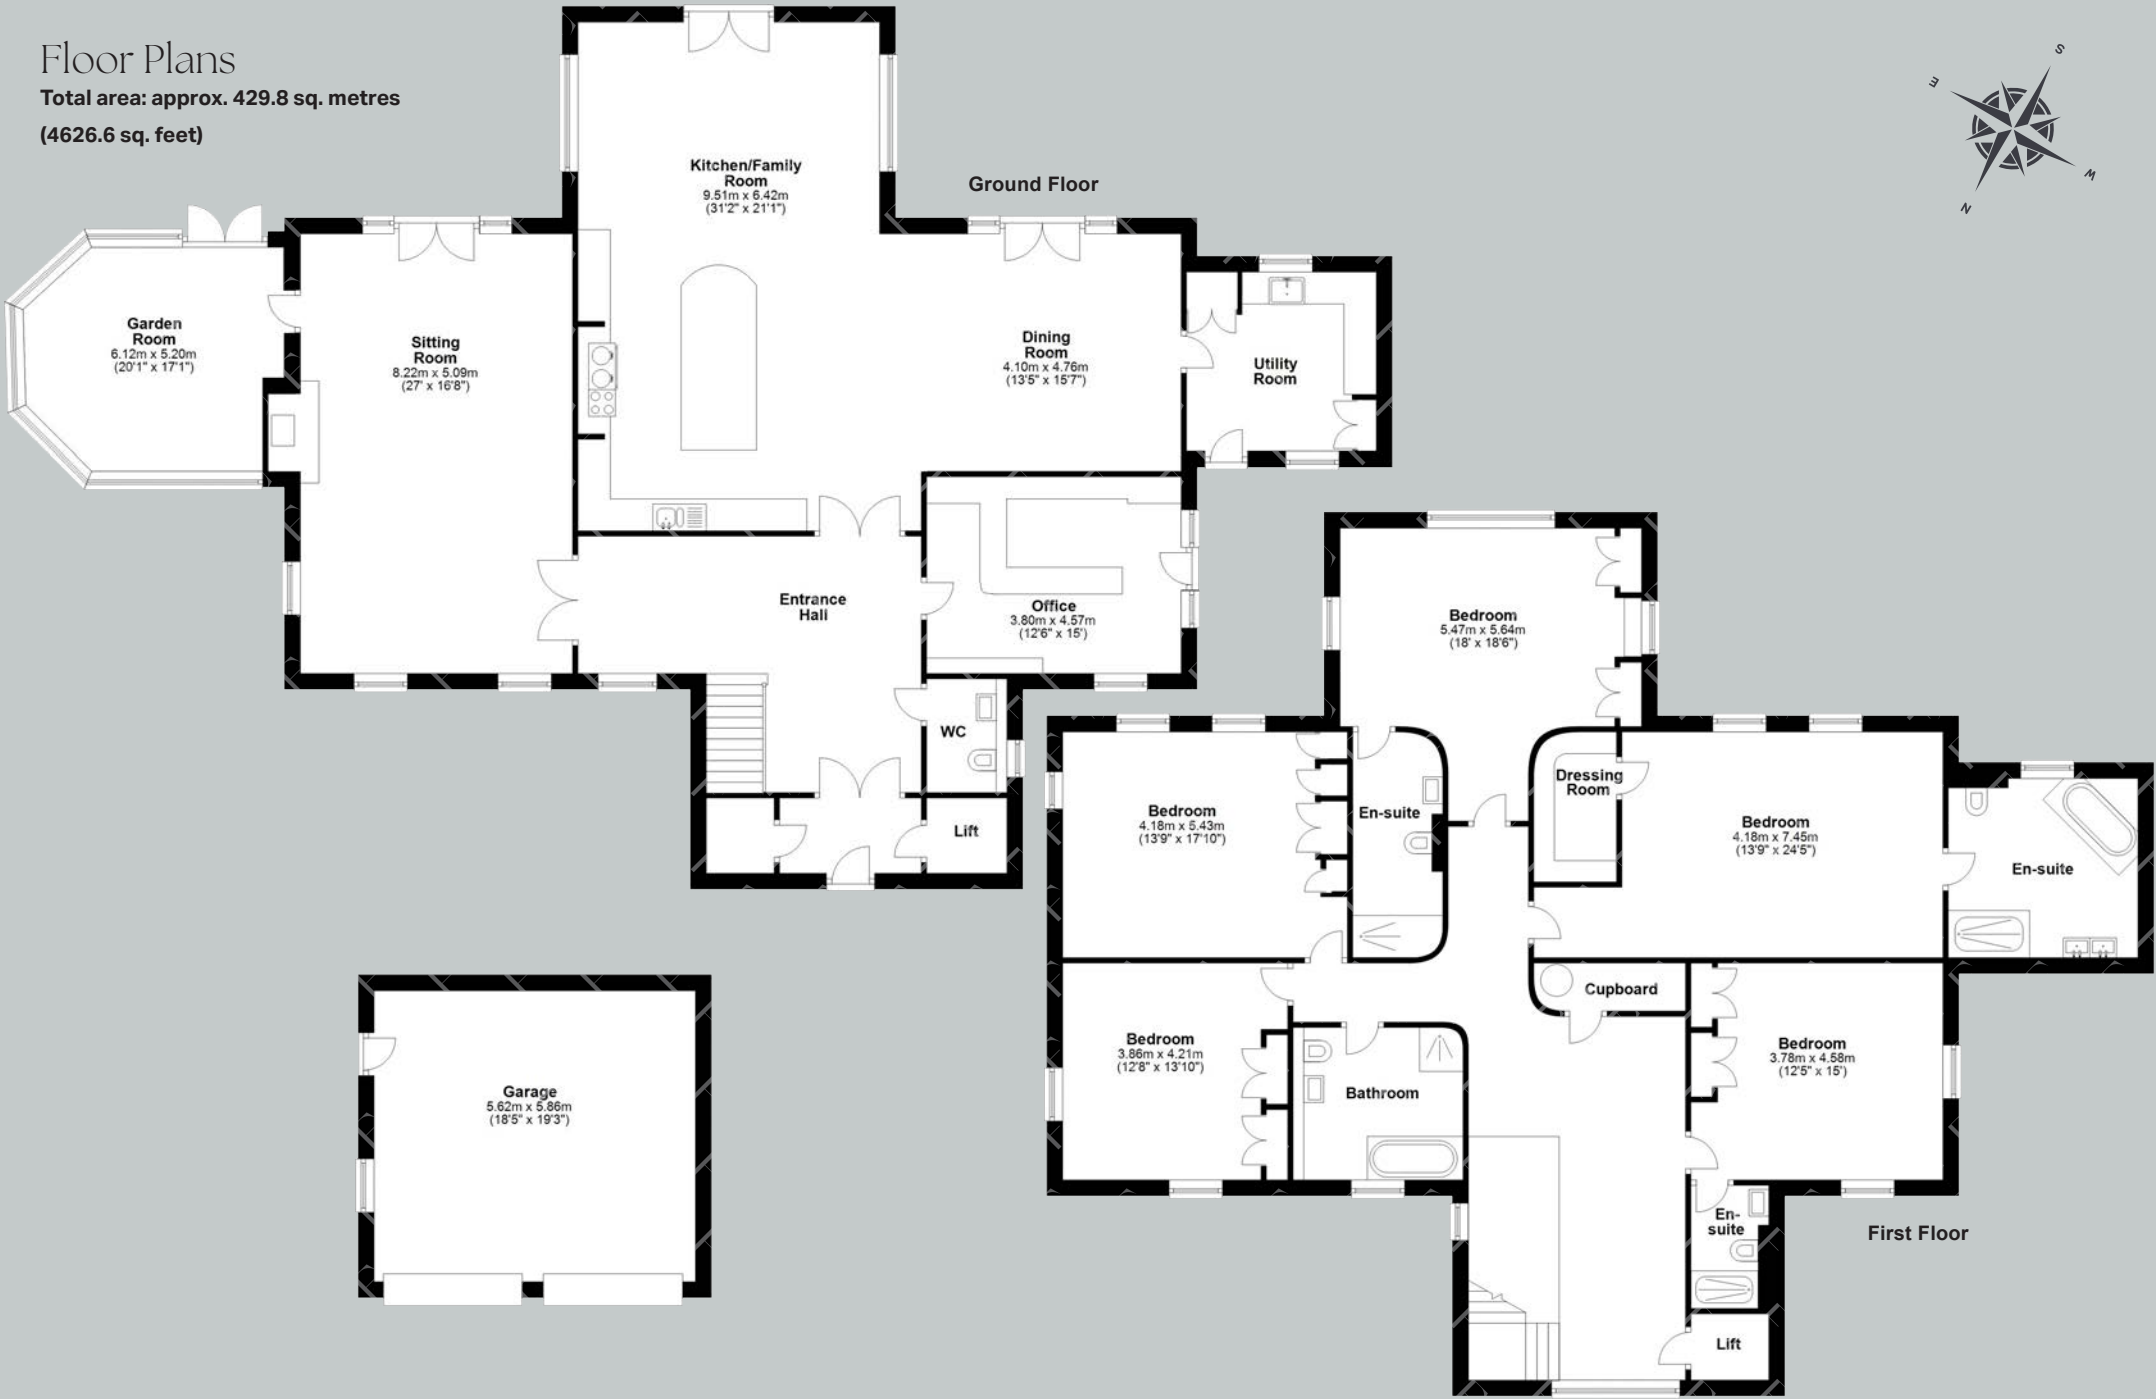 Floor Plans
Total area: approx. 429.8 sq. metres
(4626.6 sq. feet)
S
E
W
N
Ground Floor
Kitchen/Family
Room
9.51m x 6.42m
(31'2" x 21'1")
Garden
Room
6.12m x 5.20m
(20'1" x 17'1")
Sitting
Room
8.22m x 5.09m
(27' x 16'8")
Dining
Room
4.10m x 4.76m
(13'5" x 15'7")
Utility
Room
Entrance
Hall
Office
3.80m x 4.57m
(12'6" x 15')
WC
Lift
Garage
5.62m x 5.86m
(18'5" x 19'3")
Bedroom
5.47m x 5.64m
(18' x 18'6")
Bedroom
4.18m x 5.43m
(13'9" x 17'10")
En-suite
Dressing
Room
Bedroom
4.18m x 7.45m
(13'9" x 24'5")
En-suite
Cupboard
Bedroom
3.86m x 4.21m
(12'8" x 13'10")
Bathroom
Bedroom
3.78m x 4.58m
(12'5" x 15')
En-
suite
Lift
First Floor